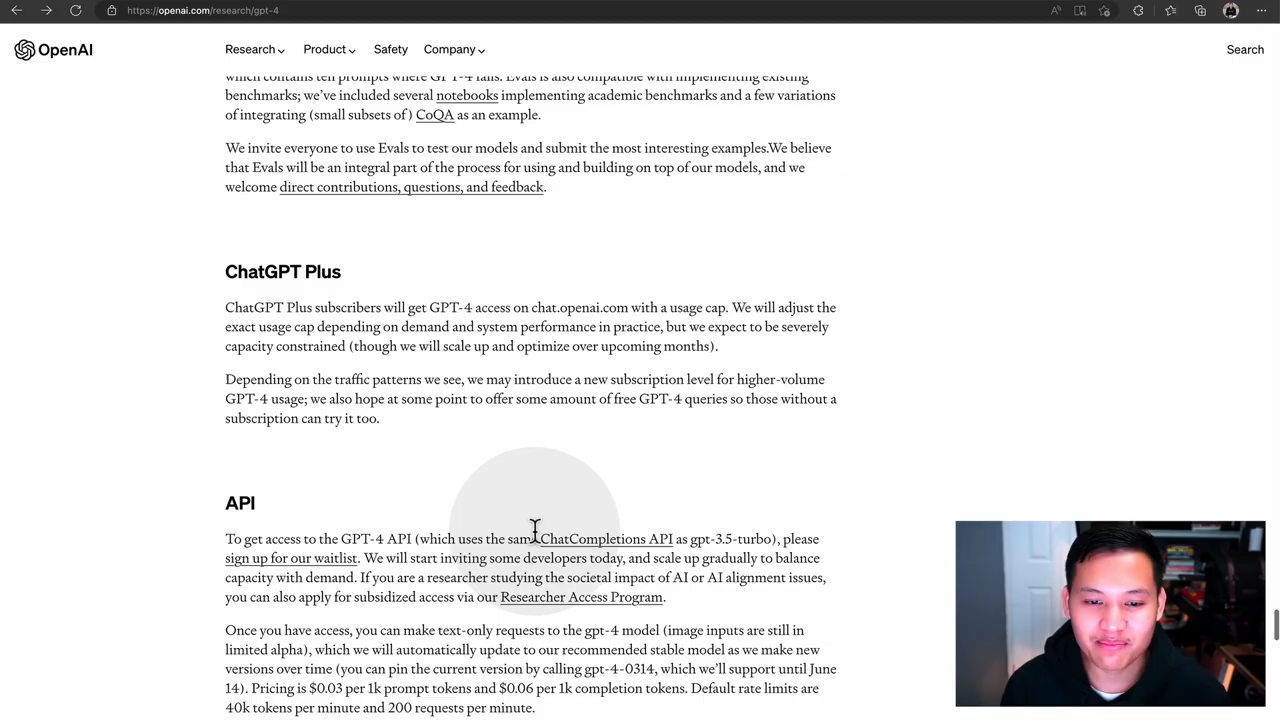 https://openai.com/research/gpt-4
OpenAI
Research Product Safety Company Search
which contains ten prompts where GPT-4 fails. Evals is also compatible with implementing existing
benchmarks; we’ve included several notebooks implementing academic benchmarks and a few variations
of integrating (small subsets of) CoQA as an example.
We invite everyone to use Evals to test our models and submit the most interesting examples.We believe
that Evals will be an integral part of the process for using and building on top of our models, and we
welcome direct contributions, questions, and feedback.
ChatGPT Plus
ChatGPT Plus subscribers will get GPT-4 access on chat.openai.com with a usage cap. We will adjust the
exact usage cap depending on demand and system performance in practice, but we expect to be severely
capacity constrained (though we will scale up and optimize over upcoming months).
Depending on the traffic patterns we see, we may introduce a new subscription level for higher-volume
GPT-4 usage; we also hope at some point to offer some amount of free GPT-4 queries so those without a
subscription can try it too.
API
To get access to the GPT-4 API (which uses the same ChatCompletions API as gpt-3.5-turbo), please
sign up for our waitlist. We will start inviting some developers today, and scale up gradually to balance
capacity with demand. If you are a researcher studying the societal impact of AI or AI alignment issues,
you can also apply for subsidized access via our Researcher Access Program.
Once you have access, you can make text-only requests to the gpt-4 model (image inputs are still in
limited alpha), which we will automatically update to our recommended stable model as we make new
versions over time (you can pin the current version by calling gpt-4-0314, which we’ll support until June
14). Pricing is $0.03 per 1k prompt tokens and $0.06 per 1k completion tokens. Default rate limits are
40k tokens per minute and 200 requests per minute.